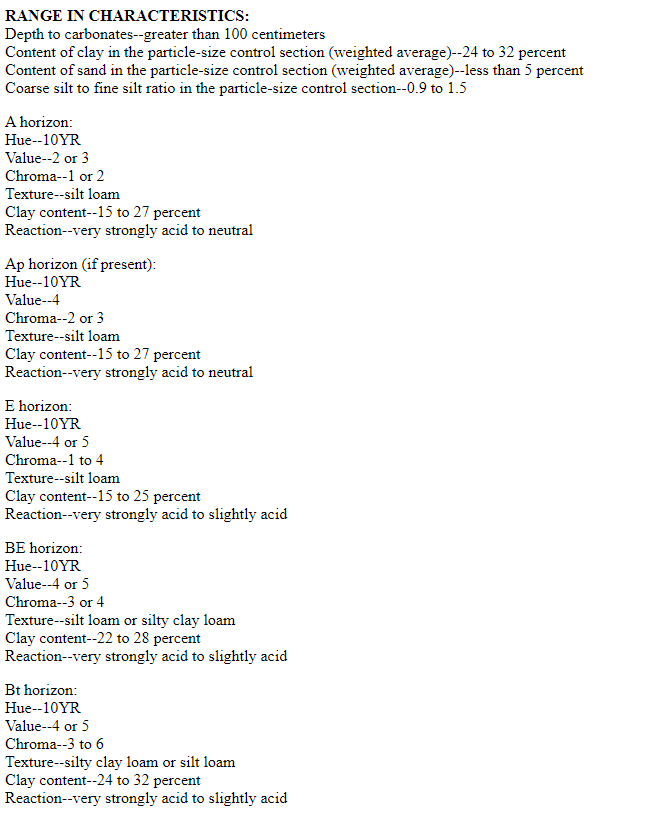 RANGE IN CHARACTERISTICS:
Depth to carbonates--greater than 100 centimeters
Content of clay in the particle-size control section (weighted average)--24 to 32 percent
Content of sand in the particle-size control section (weighted average)--less than 5 percent
Coarse silt to fine silt ratio in the particle-size control section--0.9 to 1.5
A horizon:
Hue--10YR
Value--2 or 3
Chroma--1 or 2
Texture--silt loam
Clay content--15 to 27 percent
Reaction--very strongly acid to neutral
Ap horizon (if present):
Hue--10YR
Value--4
Chroma--2 or 3
Texture--silt loam
Clay content--15 to 27 percent
Reaction--very strongly acid to neutral
E horizon:
Hue--10YR
Value--4 or 5
Chroma--1 to 4
Texture--silt loam
Clay content--15 to 25 percent
Reaction--very strongly acid to slightly acid
BE horizon:
Hue--10YR
Value--4 or 5
Chroma--3 or 4
Texture--silt loam or silty clay loam
Clay content--22 to 28 percent
Reaction--very strongly acid to slightly acid
Bt horizon:
Hue--10YR
Value--4 or 5
Chroma--3 to 6
Texture--silty clay loam or silt loam
Clay content--24 to 32 percent
Reaction--very strongly acid to slightly acid